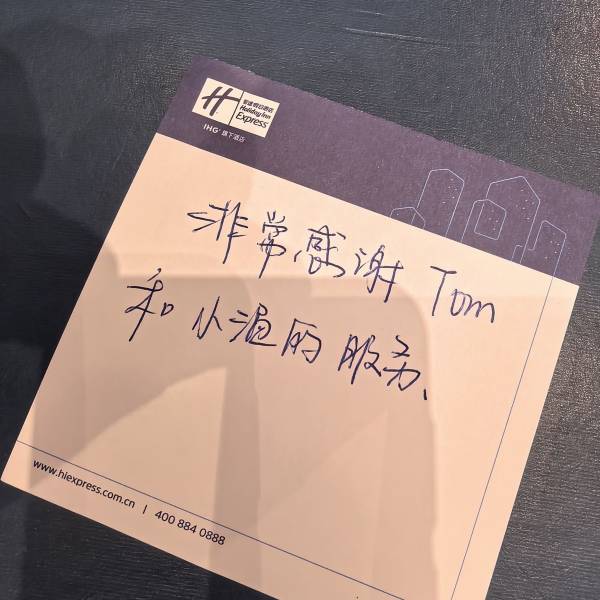 智选假日酒店
Holiday Inn
Express
IHG® 旗下酒店
非常感谢 Tom
和小温的服务、
www.hiexpress.com.cn | 400 884 0888